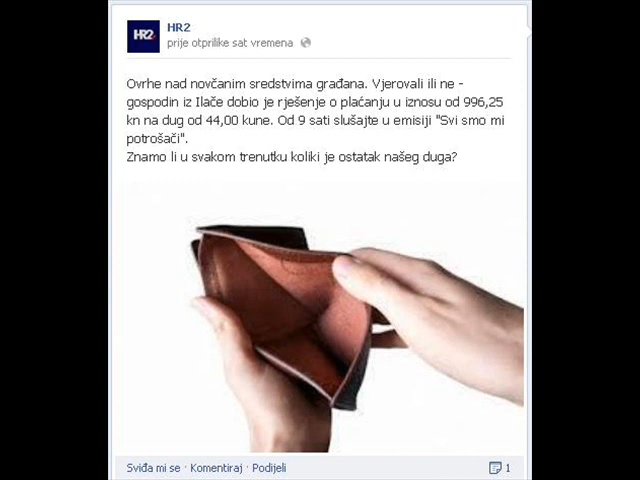 HR2
HR2
prije otprilike sat vremena
Ovrhe nad novčanim sredstvima građana. Vjerovali ili ne -
gospodin iz Ilače dobio je rješenje o plaćanju u iznosu od 996,25
kn na dug od 44,00 kune. Od 9 sati slušajte u emisiji "Svi smo mi
potrošači".
Znamo li u svakom trenutku koliki je ostatak našeg duga?
Sviđa mi se · Komentiraj · Podijeli
1